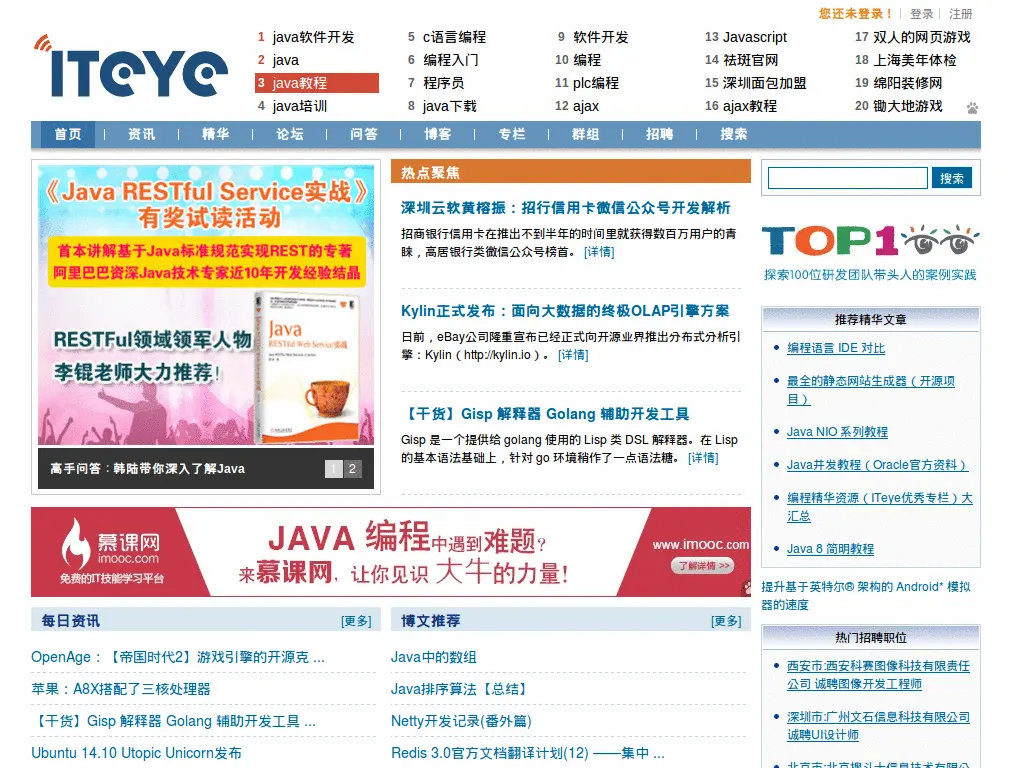 您还未登录！ 登录 注册
ITeye
1 java软件开发
2 java
3 java教程
4 java培训
5 c语言编程
6 编程入门
7 程序员
8 java下载
9 软件开发
10 编程
11 plc编程
12 ajax
13 Javascript
14 祛斑官网
15 深圳面包加盟
16 ajax教程
17 双人的网页游戏
18 上海美年体检
19 绵阳装修网
20 锄大地游戏
首页 资讯 精华 论坛 问答 博客 专栏 群组 招聘 搜索
《Java RESTful Service实战》
有奖试读活动
首本讲解基于Java标准规范实现REST的专著
阿里巴巴资深Java技术专家近10年开发经验结晶
RESTFul领域领军人物
李锟老师大力推荐！
Java
RESTful Web Service实战
高手问答：韩陆带你深入了解Java
1 2
热点聚焦
深圳云软黄榕振：招行信用卡微信公众号开发解析
招商银行信用卡在推出不到半年的时间里就获得数百万用户的青
睐，高居银行类微信公众号榜首。 [详情]
Kylin正式发布：面向大数据的终极OLAP引擎方案
日前，eBay公司隆重宣布已经正式向开源业界推出分布式分析引
擎：Kylin（http://kylin.io）。 [详情]
【干货】Gisp 解释器 Golang 辅助开发工具
Gisp 是一个提供给 golang 使用的 Lisp 类 DSL 解释器。在 Lisp
的基本语法基础上，针对 go 环境稍作了一点语法糖。 [详情]
搜索
TOP100
探索100位研发团队带头人的案例实践
推荐精华文章
编程语言 IDE 对比
最全的静态网站生成器（开源项
目）
Java NIO 系列教程
Java并发教程（Oracle官方资料）
编程精华资源（ITeye优秀专栏）大
汇总
Java 8 简明教程
慕课网
imooc.com
免费的IT技能学习平台
JAVA 编程中遇到难题?
来慕课网，让你见识 大牛的力量!
www.imooc.com
了解详情 >>
提升基于英特尔® 架构的 Android* 模拟
器的速度
每日资讯 [更多]
OpenAge：【帝国时代2】游戏引擎的开源克 ...
苹果：A8X搭配了三核处理器
【干货】Gisp 解释器 Golang 辅助开发工具 ...
Ubuntu 14.10 Utopic Unicorn发布
博文推荐 [更多]
Java中的数组
Java排序算法【总结】
Netty开发记录(番外篇)
Redis 3.0官方文档翻译计划(12) ——集中 ...
热门招聘职位
西安市:西安科赛图像科技有限责任
公司 诚聘图像开发工程师
深圳市:广州文石信息科技有限公司
诚聘UI设计师